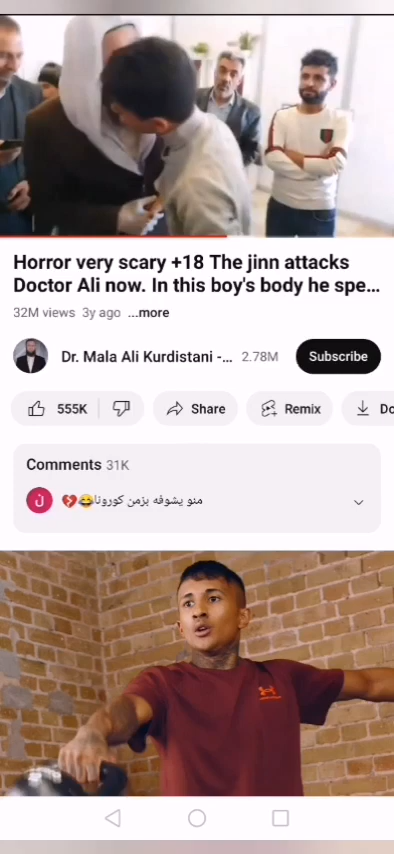 Horror very scary +18 The jinn attacks
Doctor Ali now. In this boy's body he spe...
32M views 3y ago ...more
Dr. Mala Ali Kurdistani -... 2.78M Subscribe
555K Share Remix Do
Comments 31K
ن 💔😂منو يشوفه بزمن كورونا